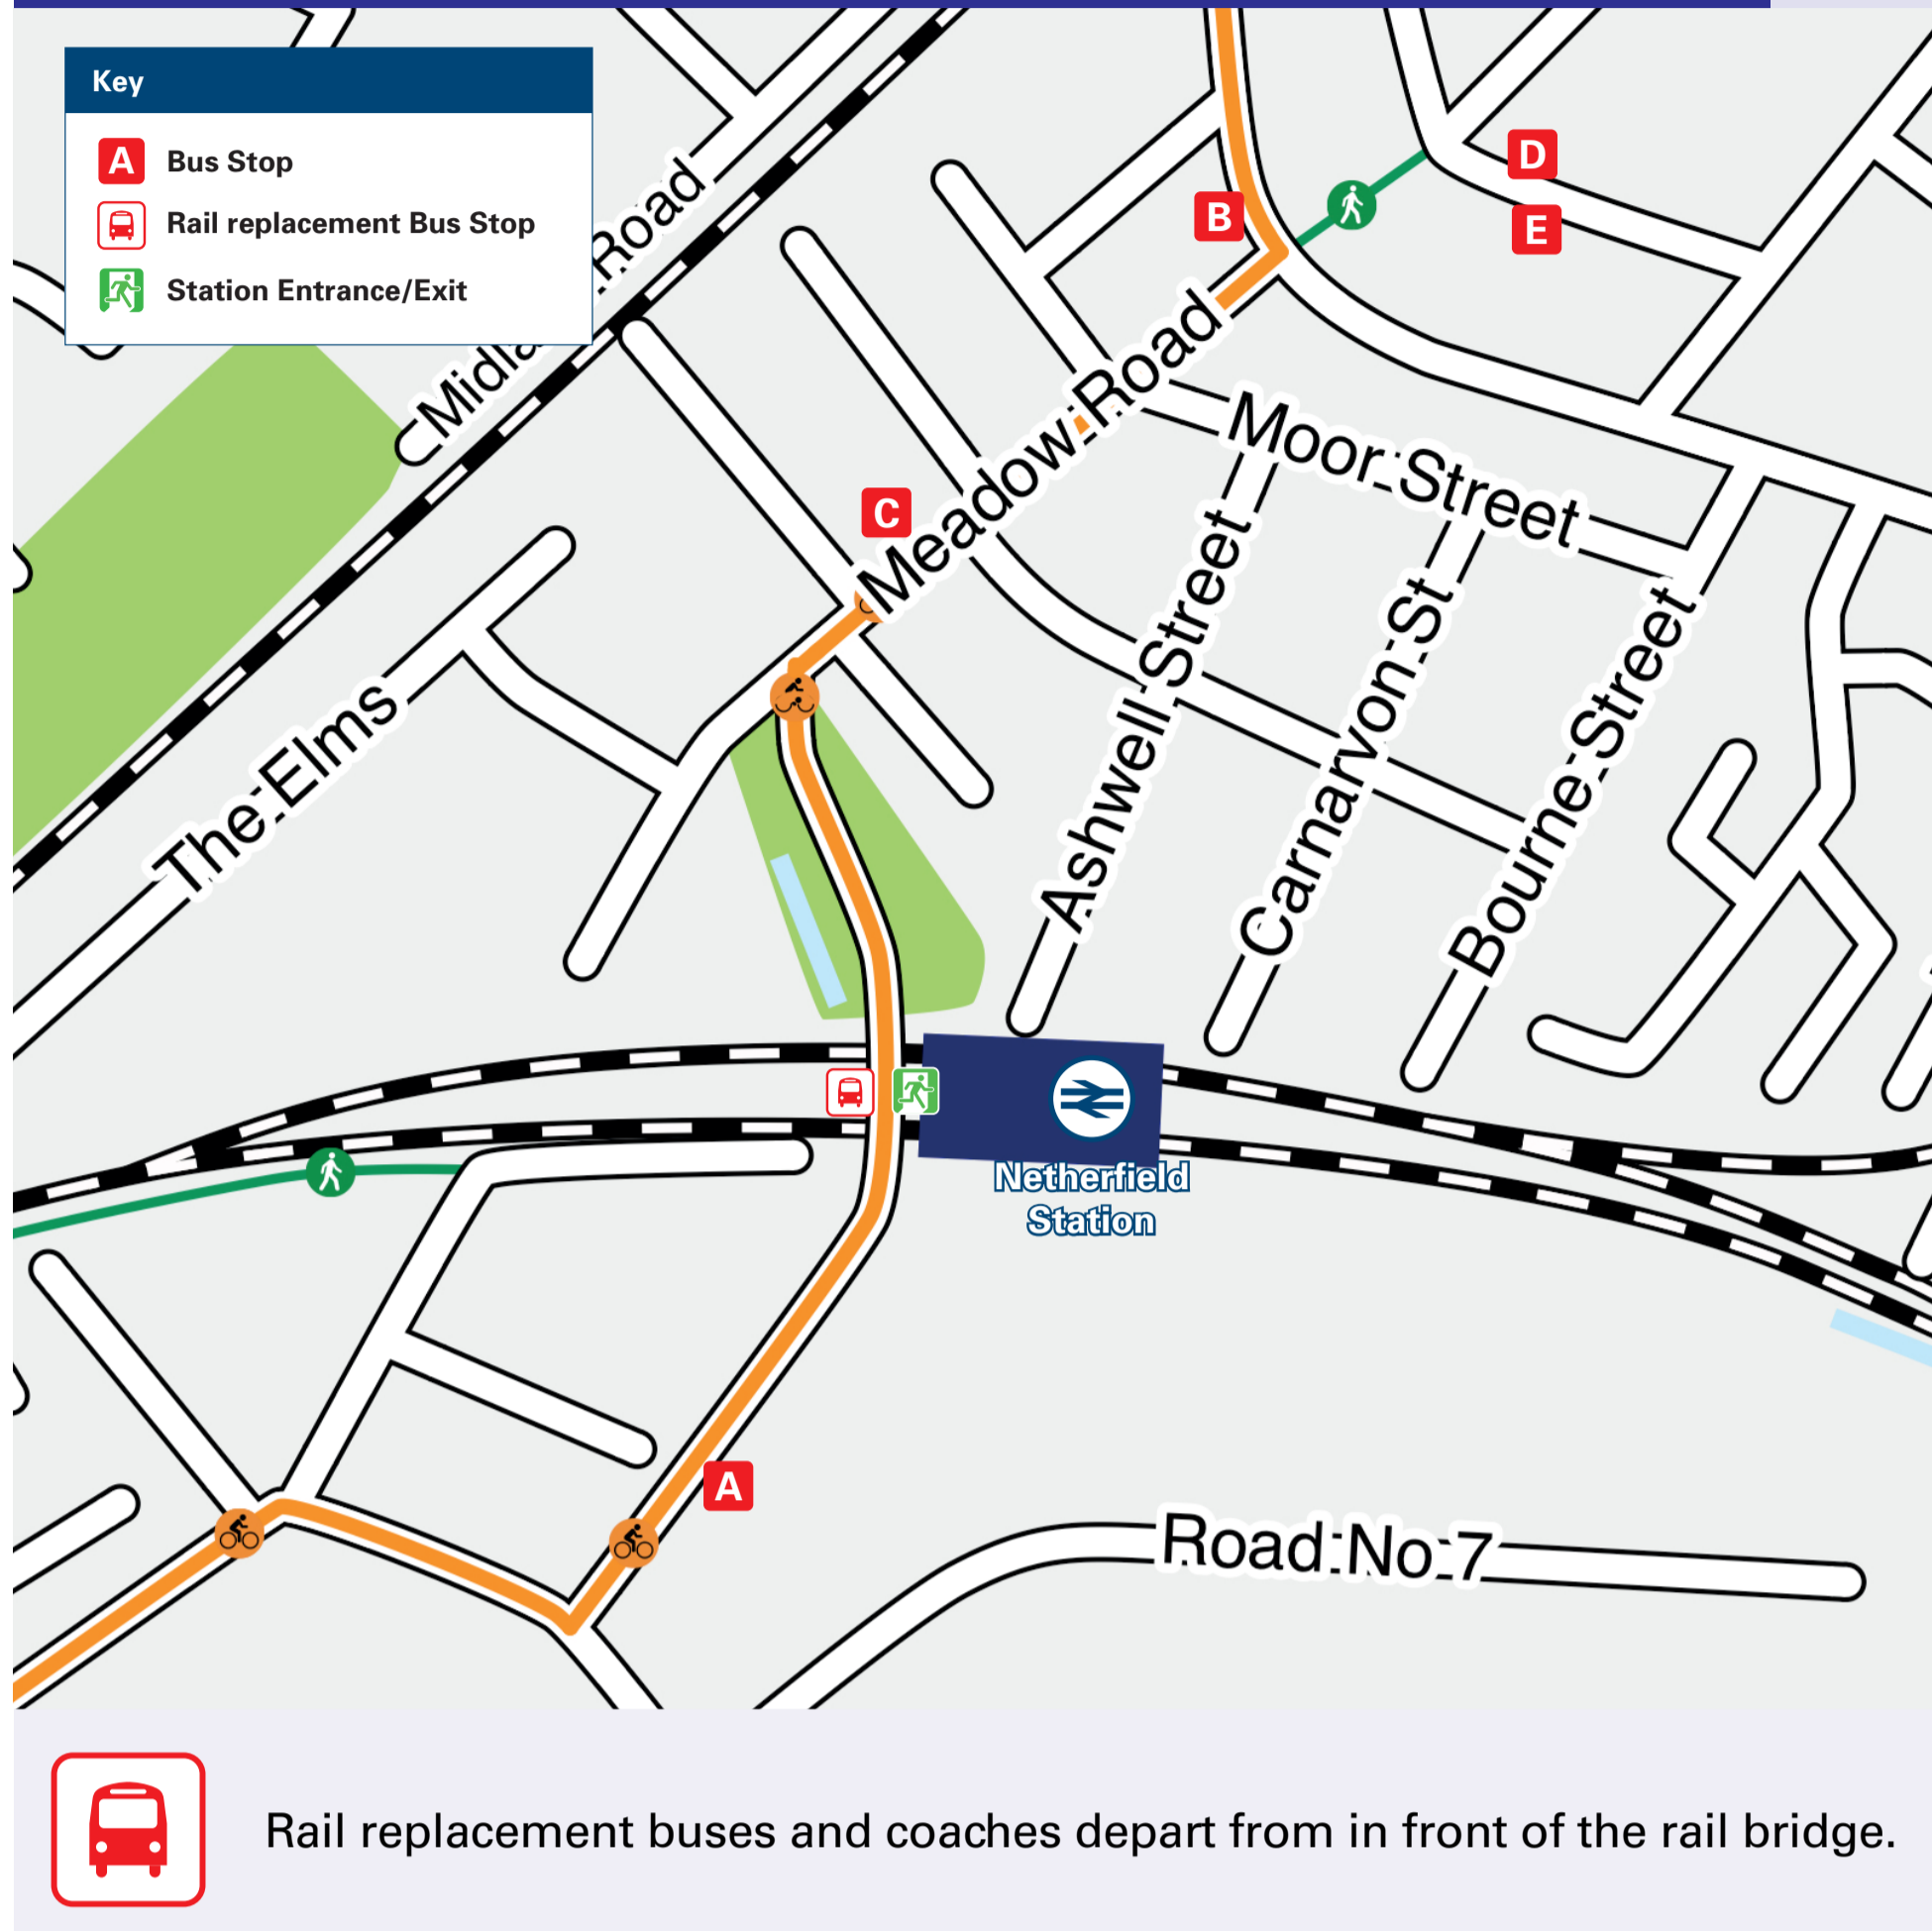 Key
A Bus Stop
Rail replacement Bus Stop
Station Entrance/Exit
Road
D
B
E
Meadow Road
Moor Street
C
The Elms
Ashwell Street
Carnarvon St
Bourne Street
Netherfield
Station
A
Road No 7
Rail replacement buses and coaches depart from in front of the rail bridge.